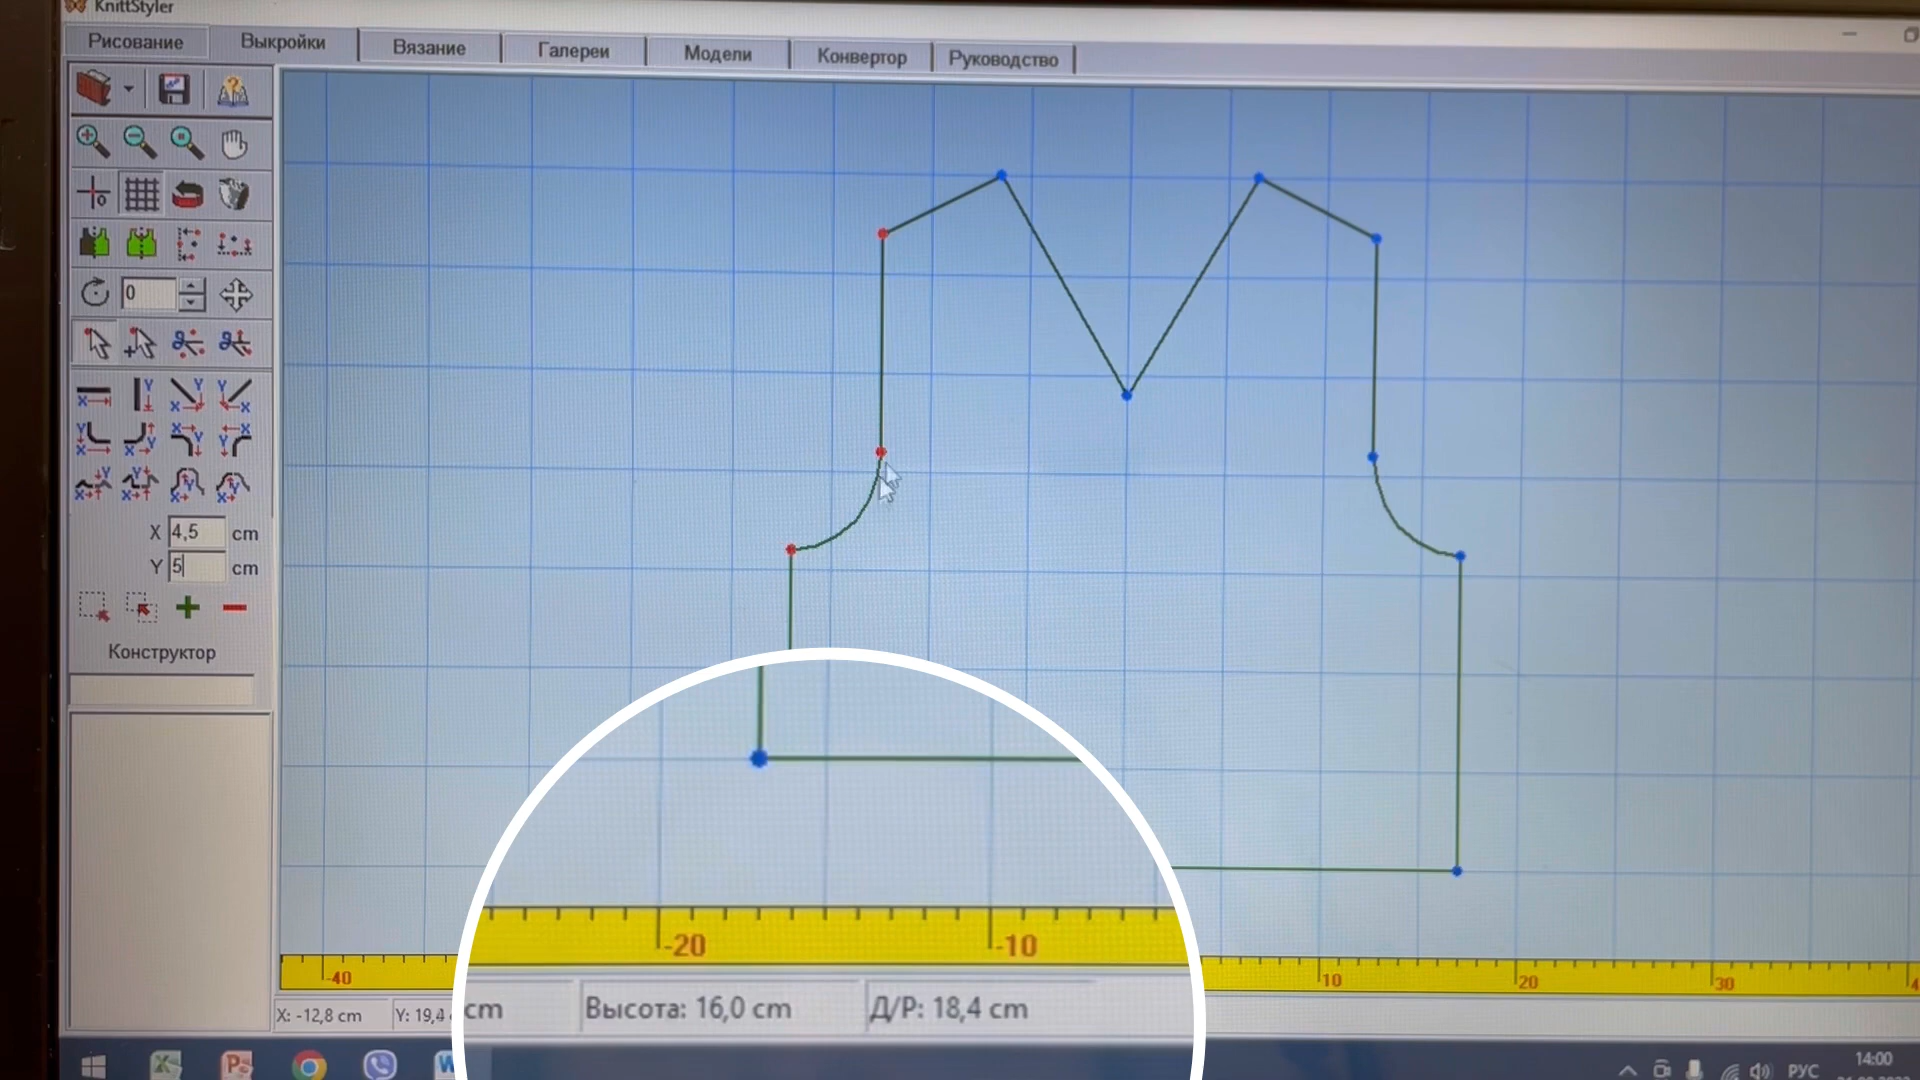 KnittStyler
Рисование
Выкройки
Вязание
Галереи
Модели
Конвертор
Руководство
0
X 4,5 cm
Y 5 cm
Конструктор
-40
-20
-10
10
20
30
X: -12,8 cm
Y: 19,4
cm
Высота: 16,0 cm
Д/Р: 18,4 cm
РУС
14:00